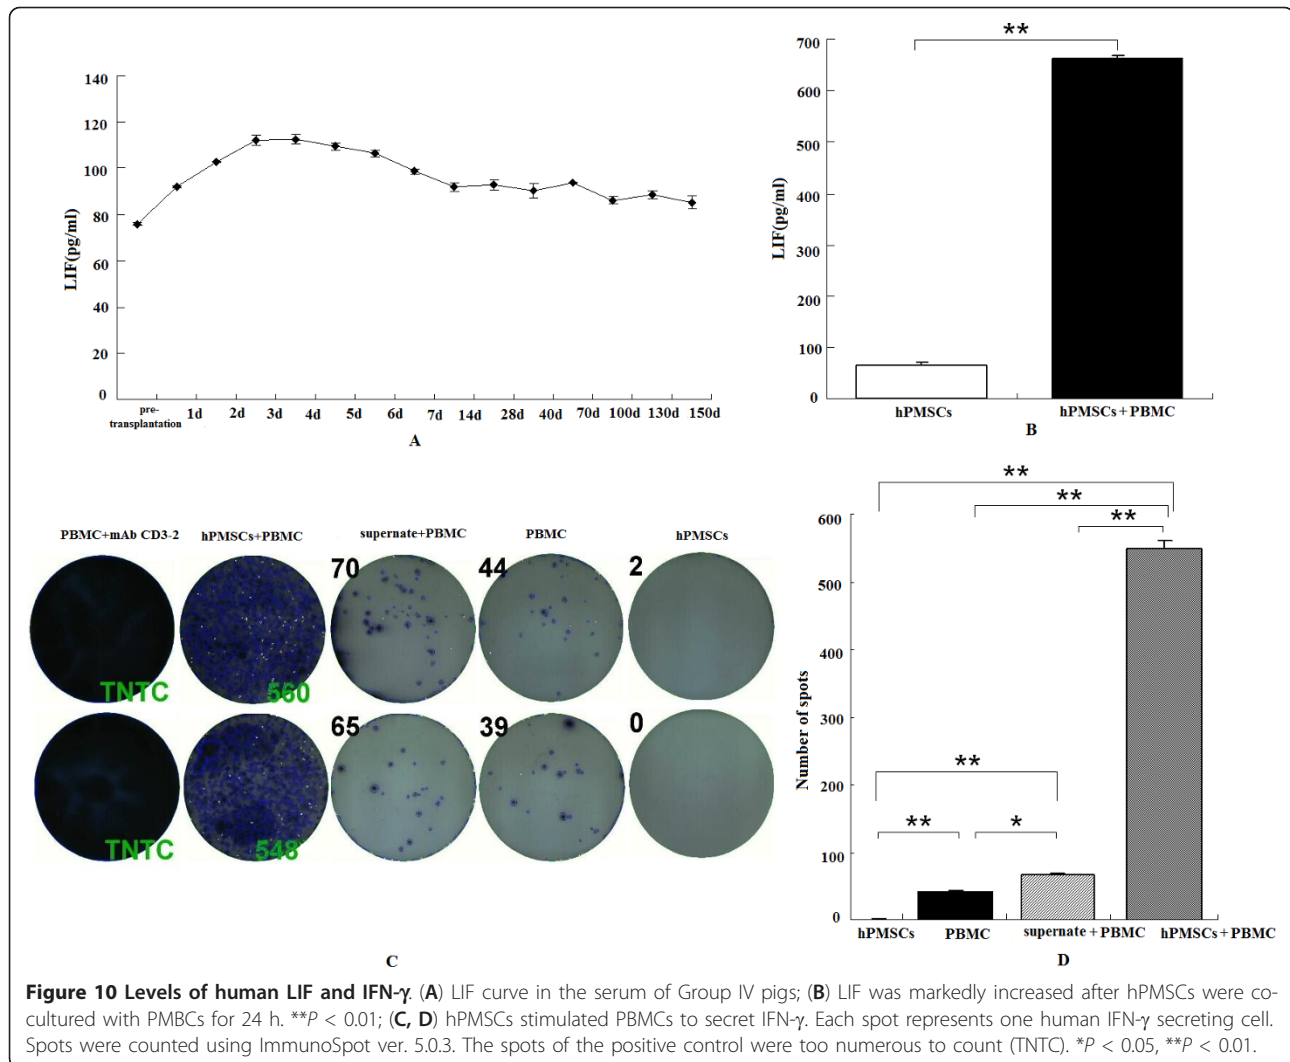 140
120
100
80
60
40
20
0
LIF(pg/ml)
pre-
transplantation
1d 2d 3d 4d 5d 6d 7d 14d 28d 40d 70d 100d 130d 150d
A
**
700
600
500
400
300
200
100
0
LIF(pg/ml)
hPMSCs hPMSCs+PBMC
B
PBMC+mAb CD3-2 hPMSCs+PBMC supernate+PBMC PBMC hPMSCs
TNTC 560 70 44 2
TNTC 548 65 39 0
C
**
**
**
**
** *
600
500
400
300
200
100
0
Number of spots
hPMSCs PBMC supernate+PBMC hPMSCs+PBMC
D
Figure 10 Levels of human LIF and IFN-γ. (A) LIF curve in the serum of Group IV pigs; (B) LIF was markedly increased after hPMSCs were co-
cultured with PMBCs for 24 h. **P < 0.01; (C, D) hPMSCs stimulated PBMCs to secret IFN-γ. Each spot represents one human IFN-γ secreting cell.
Spots were counted using ImmunoSpot ver. 5.0.3. The spots of the positive control were too numerous to count (TNTC). *P < 0.05, **P < 0.01.